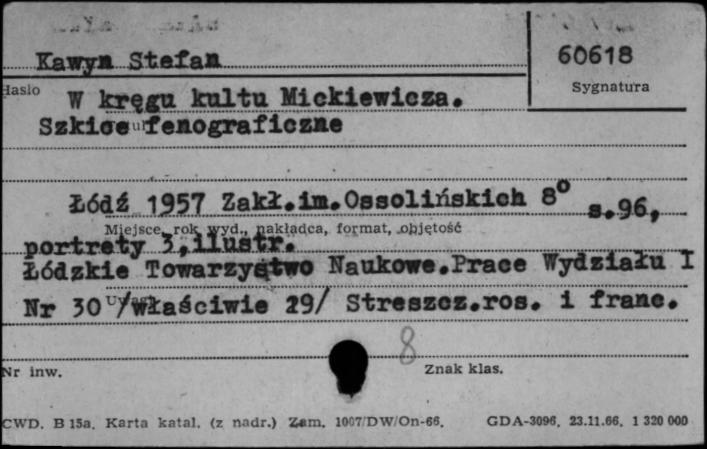 Kawyn Stefan
60618
Hasło
Sygnatura
W kręgu kultu Mickiewicza.
Szkice fenograficzne
Łódź 1957 Zakł.im.Ossolińskich 8° s.96,
Miejsce, rok wyd., nakładca, format, objętość
portrety 3,ilustr.
Łódzkie Towarzystwo Naukowe.Prace Wydziału I
Uwagi
Nr 30 /właściwie 29/ Streszcz.ros. i franc.
8
Nr inw.
Znak klas.
CWD. B 15a. Karta katal. (z nadr.) Zam. 1007/DW/On-66. GDA-3096. 23.11.66. 1 320 000